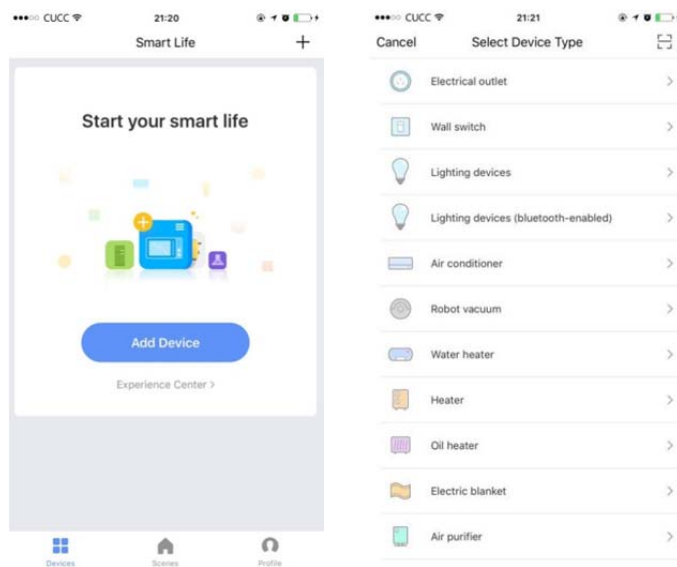 CUCC 21:20
Smart Life +
Start your smart life
Add Device
Experience Center >
Devices Scenes Profile
CUCC 21:21
Cancel Select Device Type
Electrical outlet >
Wall switch >
Lighting devices >
Lighting devices (bluetooth-enabled) >
Air conditioner >
Robot vacuum >
Water heater >
Heater >
Oil heater >
Electric blanket >
Air purifier >